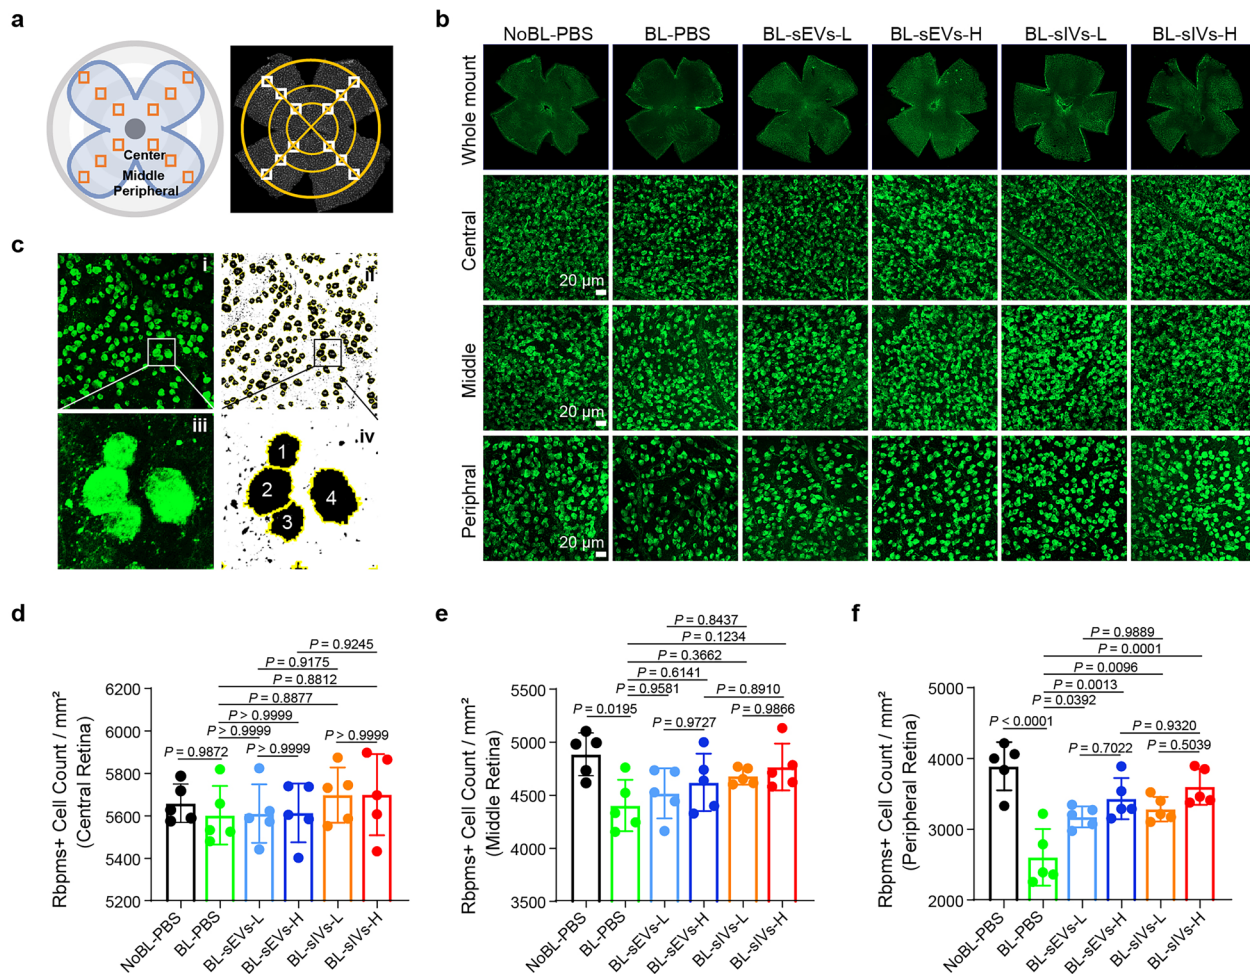 a
Center
Middle
Peripheral
b
NoBL-PBS
BL-PBS
BL-sEVs-L
BL-sEVs-H
BL-sIVs-L
BL-sIVs-H
Whole mount
Central
20 µm
Middle
20 µm
Periphral
20 µm
c
i
ii
iii
iv
1
2
3
4
d
Rbpms+ Cell Count / mm²
(Central Retina)
6200
6000
5800
5600
5400
5200
P = 0.9245
P = 0.9175
P = 0.8812
P = 0.8877
P > 0.9999
P > 0.9999
P > 0.9999
P = 0.9872
P > 0.9999
NoBL-PBS
BL-PBS
BL-sEVs-L
BL-sEVs-H
BL-sIVs-L
BL-sIVs-H
e
Rbpms+ Cell Count / mm²
(Middle Retina)
5500
5000
4500
4000
3500
P = 0.8437
P = 0.1234
P = 0.3662
P = 0.6141
P = 0.9581
P = 0.8910
P = 0.0195
P = 0.9727
P = 0.9866
NoBL-PBS
BL-PBS
BL-sEVs-L
BL-sEVs-H
BL-sIVs-L
BL-sIVs-H
f
Rbpms+ Cell Count / mm²
(Peripheral Retina)
4000
4000
3000
2000
P = 0.9889
P = 0.0001
P = 0.0096
P = 0.0013
P = 0.0392
P < 0.0001
P = 0.9320
P = 0.7022
P = 0.5039
NoBL-PBS
BL-PBS
BL-sEVs-L
BL-sEVs-H
BL-sIVs-L
BL-sIVs-H